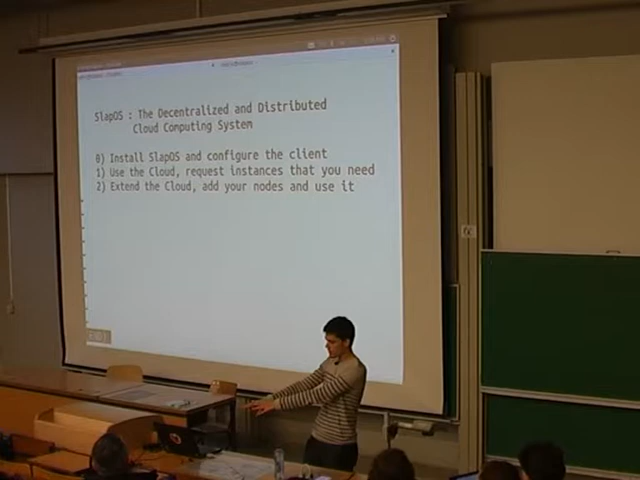 SlapOS : The Decentralized and Distributed
Cloud Computing System
0) Install SlapOS and configure the client
1) Use the Cloud, request instances that you need
2) Extend the Cloud, add your nodes and use it